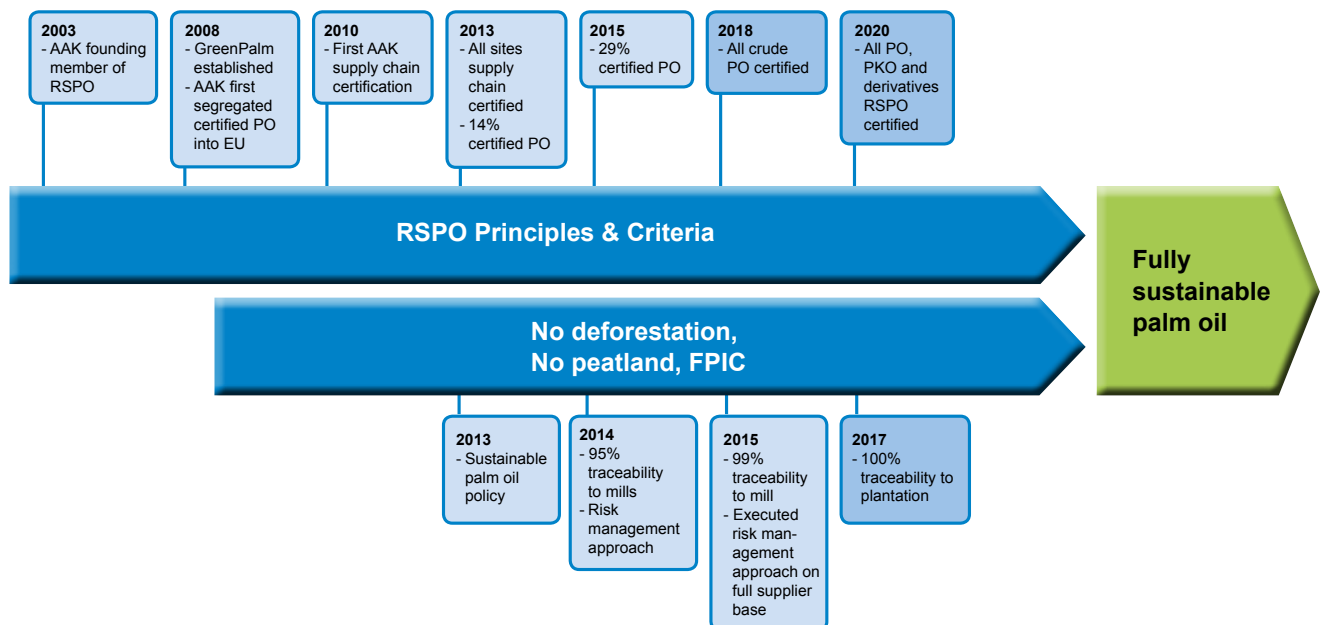 2003
- AAK founding
member of
RSPO
2008
- GreenPalm
established
- AAK first
segregated
certified PO
into EU
2010
- First AAK
supply chain
certification
2013
- All sites
supply
chain
certified
- 14%
certified PO
2015
- 29%
certified PO
2018
- All crude
PO certified
2020
- All PO,
PKO and
derivatives
RSPO
certified
RSPO Principles & Criteria
No deforestation,
No peatland, FPIC
Fully
sustainable
palm oil
2013
- Sustainable
palm oil
policy
2014
- 95%
traceability
to mills
- Risk
management
approach
2015
- 99%
traceability
to mill
- Executed
risk man-
agement
approach on
full supplier
base
2017
- 100%
traceability to
plantation